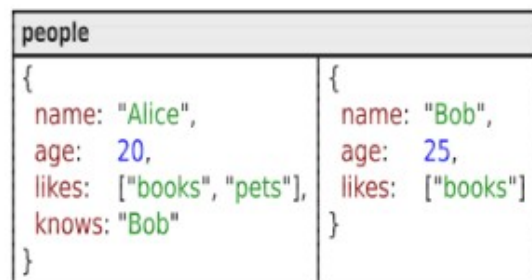 people
{
name: "Alice",
age: 20,
likes: ["books", "pets"],
knows: "Bob"
}
{
name: "Bob",
age: 25,
likes: ["books"]
}